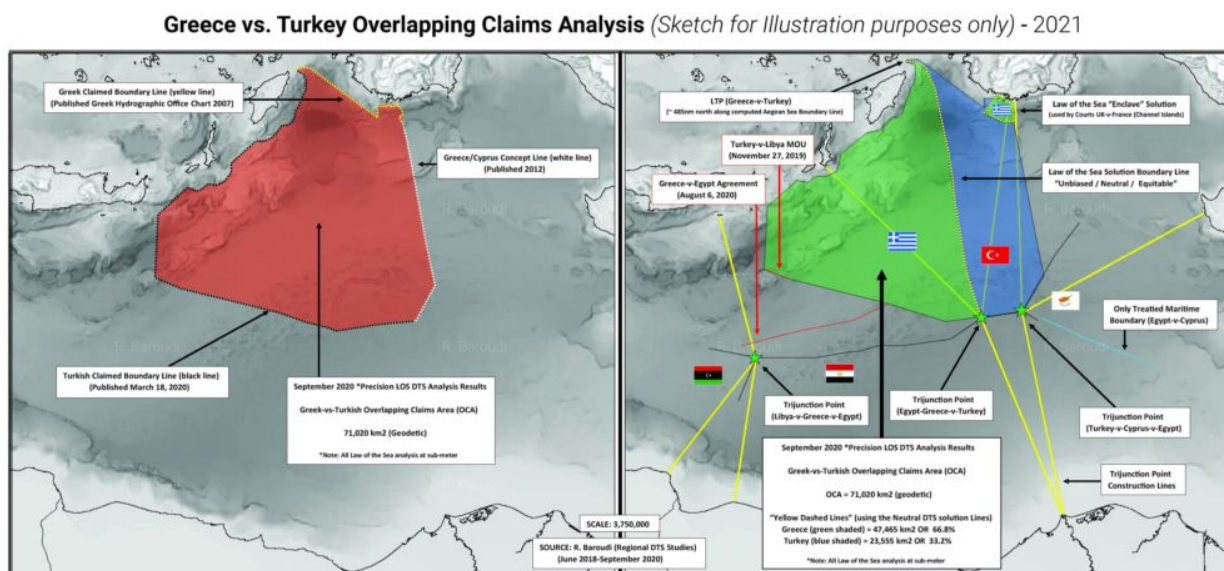 Greece vs. Turkey Overlapping Claims Analysis (Sketch for Illustration purposes only) - 2021
Greek Claimed Boundary Line (yellow line)
(Published Greek Hydrographic Office Chart 2007)
Greece/Cyprus Concept Line (white line)
(Published 2012)
R. Baroudi
R. Baroudi
R. Baroudi
R. Baroudi
Turkish Claimed Boundary Line (black line)
(Published March 18, 2020)
September 2020 *Precision LOS DTS Analysis Results
Greek-vs-Turkish Overlapping Claims Area (OCA)
71,020 km2 (Geodetic)
*Note: All Law of the Sea analysis at sub-meter
SCALE: 3,750,000
SOURCE: R. Baroudi (Regional DTS Studies)
(June 2018-September 2020)
LTP (Greece-v-Turkey)
(~ 485nm north along computed Aegean Sea Boundary Line)
Law of the Sea "Enclave" Solution
(used by Courts UK-v-France (Channel Islands)
Turkey-v-Libya MOU
(November 27, 2019)
Law of the Sea Solution Boundary Line
"Unbiased / Neutral / Equitable"
Greece-v-Egypt Agreement
(August 6, 2020)
R. Baroudi
R. Baroudi
R. Baroudi
R. Baroudi
Only Treated Maritime
Boundary (Egypt-v-Cyprus)
Trijunction Point
(Libya-v-Greece-v-Egypt)
Trijunction Point
(Egypt-Greece-v-Turkey)
Trijunction Point
(Turkey-v-Cyprus-v-Egypt)
September 2020 *Precision LOS DTS Analysis Results
Greek-vs-Turkish Overlapping Claims Area (OCA)
OCA = 71,020 km2 (geodetic)
"Yellow Dashed Lines" (using the Neutral DTS solution Lines)
Greece (green shaded) = 47,465 km2 OR 66.8%
Turkey (blue shaded) = 23,555 km2 OR 33.2%
*Note: All Law of the Sea analysis at sub-meter
Trijunction Point
Construction Lines